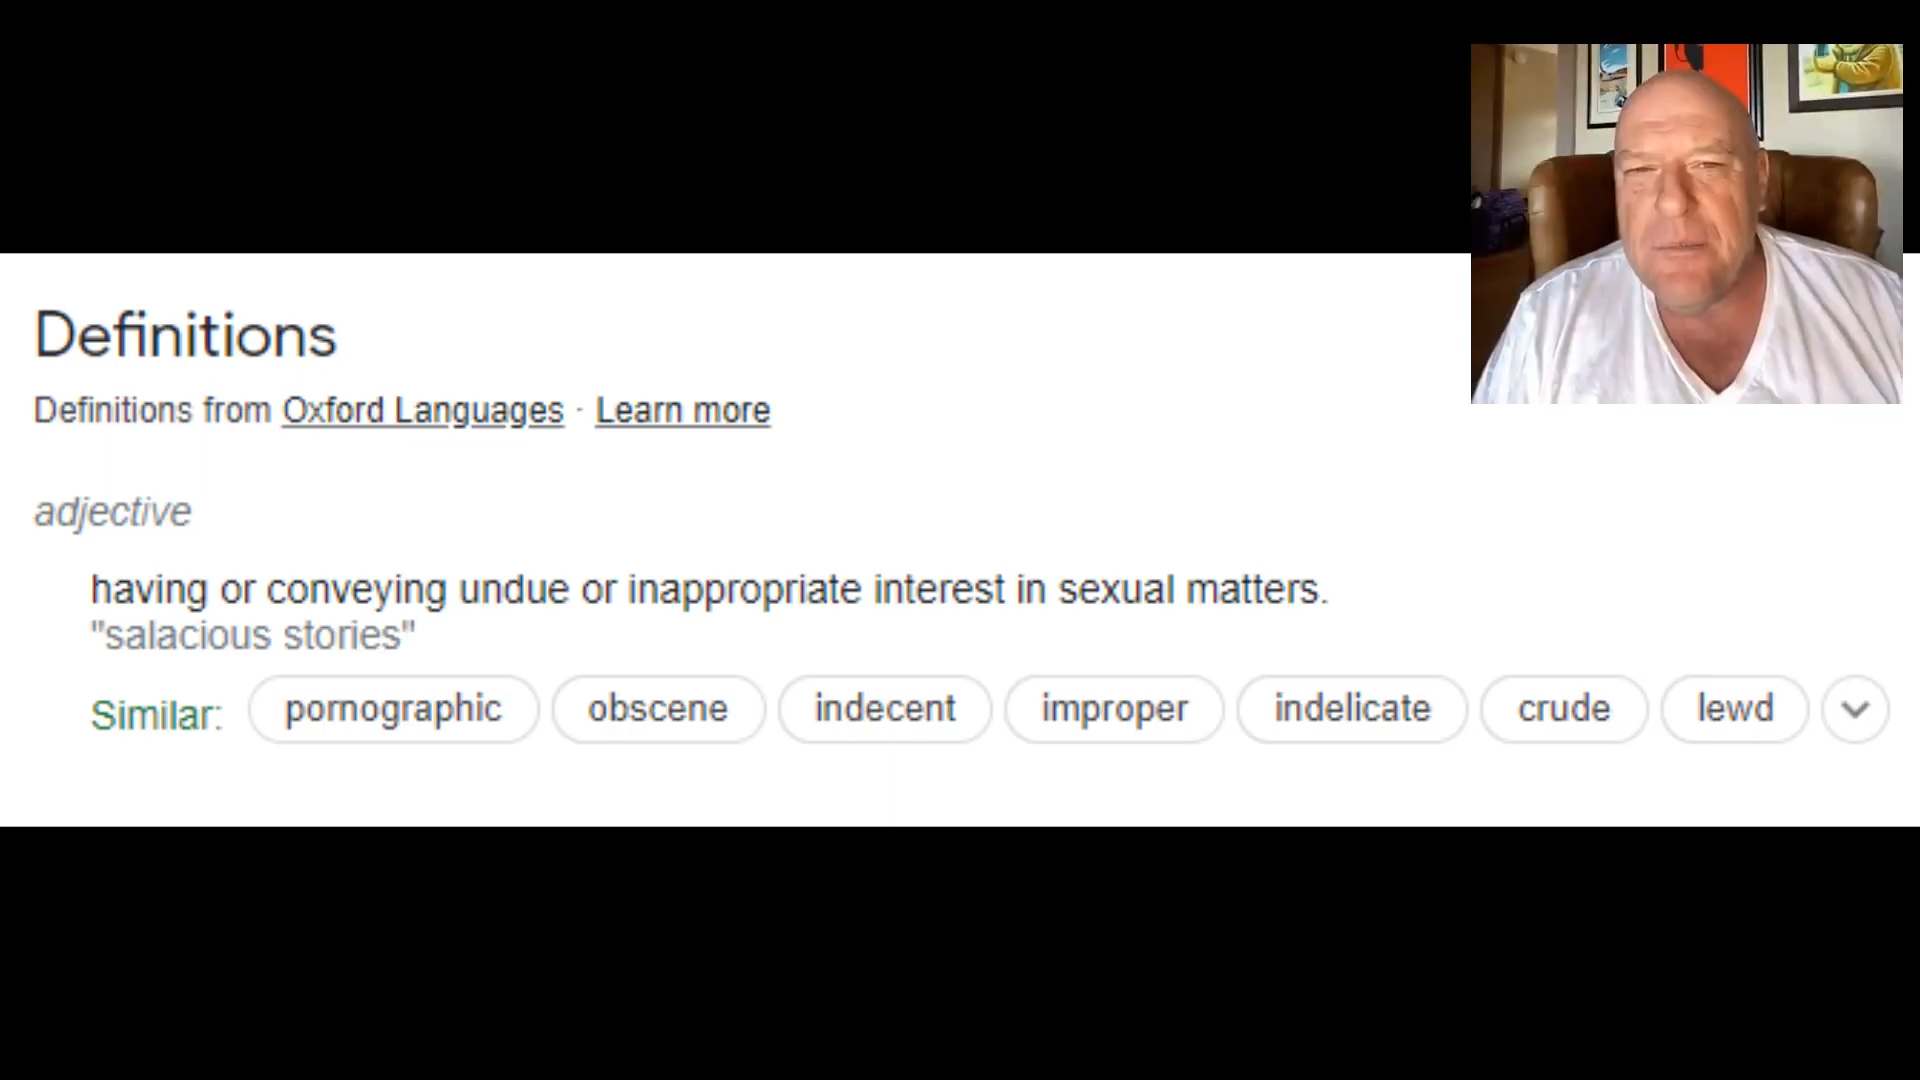 Definitions
Definitions from Oxford Languages · Learn more
adjective
having or conveying undue or inappropriate interest in sexual matters.
"salacious stories"
Similar: pornographic obscene indecent improper indelicate crude lewd